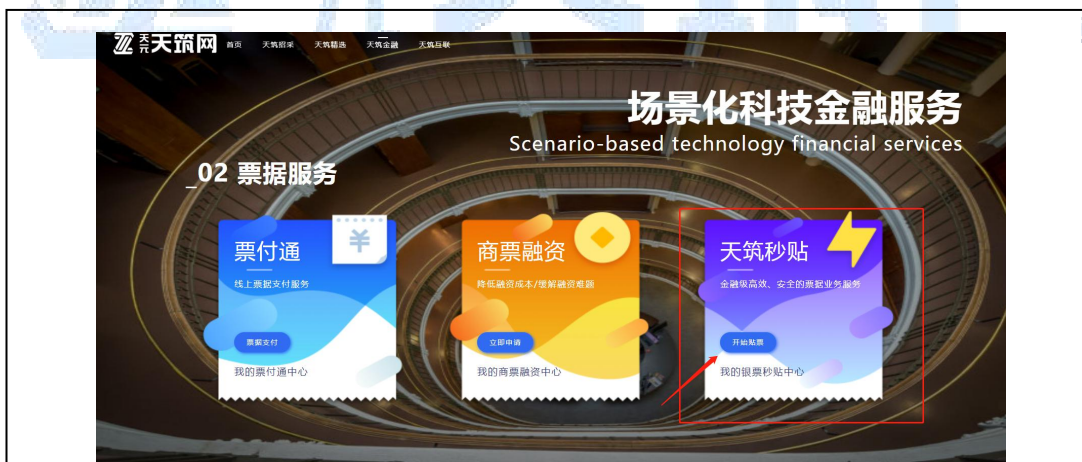 天元 天筑网 首页 天筑招采 天筑精选 天筑金融 天筑互联
场景化科技金融服务
Scenario-based technology financial services
_02 票据服务
票付通
线上票据支付服务
票据支付
我的票付通中心
商票融资
降低融资成本/缓解融资难题
立即申请
我的商票融资中心
天筑秒贴
金融级高效、安全的票据业务服务
开始贴票
我的银票秒贴中心